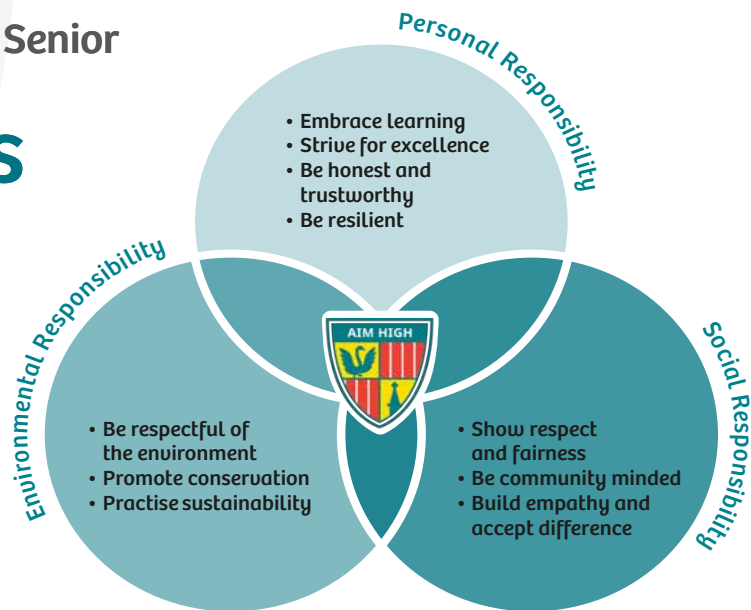 Senior
s
Personal Responsibility
• Embrace learning
• Strive for excellence
• Be honest and
trustworthy
• Be resilient
Environmental Responsibility
• Be respectful of
the environment
• Promote conservation
• Practise sustainability
AIM HIGH
Social Responsibility
• Show respect
and fairness
• Be community minded
• Build empathy and
accept difference